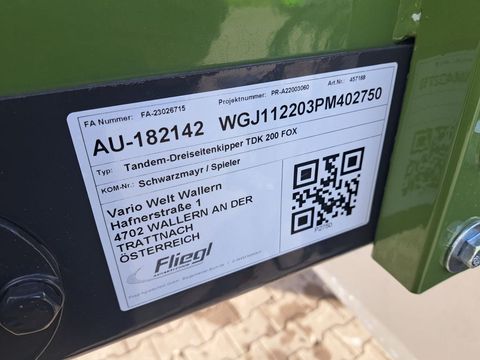 FA Nummer: FA-23026715 Projektnummer: PR-A22003060 Art.Nr.: 457188
AU-182142 WGJ112203PM402750
Typ: Tandem-Dreiseitenkipper TDK 200 FOX
KOM-Nr.: Schwarzmayr / Spieler
Vario Welt Wallern
Hafnerstraße 1
4702 WALLERN AN DER
TRATTNACH
ÖSTERREICH
Fliegl